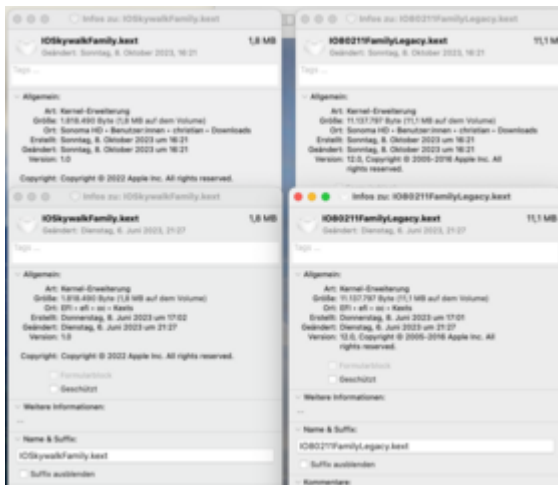 Infos zu: IOSkywalkFamily.kext
IOSkywalkFamily.kext 1,8 MB
Geändert: Sonntag, 8. Oktober 2023, 16:21
Tags ...
Allgemein:
Art: Kernel-Erweiterung
Größe: 1.818.490 Byte (1,8 MB auf dem Volume)
Ort: Sonoma HD • Benutzer:innen • christian • Downloads
Erstellt: Sonntag, 8. Oktober 2023 um 16:21
Geändert: Sonntag, 8. Oktober 2023 um 16:21
Version: 1.0
Copyright: Copyright © 2022 Apple Inc. All rights reserved.
Infos zu: IO80211FamilyLegacy.kext
IO80211FamilyLegacy.kext 11,1 M
Geändert: Sonntag, 8. Oktober 2023, 16:21
Tags ...
Allgemein:
Art: Kernel-Erweiterung
Größe: 11.137.797 Byte (11,1 MB auf dem Volume)
Ort: Sonoma HD • Benutzer:innen • christian • Downloads
Erstellt: Sonntag, 8. Oktober 2023 um 16:21
Geändert: Sonntag, 8. Oktober 2023 um 16:21
Version: 12.0, Copyright © 2005-2016 Apple Inc. All
rights reserved.
Infos zu: IOSkywalkFamily.kext
IOSkywalkFamily.kext 1,8 MB
Geändert: Dienstag, 6. Juni 2023, 21:27
Tags ...
Allgemein:
Art: Kernel-Erweiterung
Größe: 1.818.490 Byte (1,8 MB auf dem Volume)
Ort: EFI • efi • oc • Kexts
Erstellt: Donnerstag, 8. Juni 2023 um 17:02
Geändert: Dienstag, 6. Juni 2023 um 21:27
Version: 1.0
Copyright: Copyright © 2022 Apple Inc. All rights reserved.
Formularblock
Geschützt
Weitere Informationen:
--
Name & Suffix:
IOSkywalkFamily.kext
Suffix ausblenden
Infos zu: IO80211FamilyLegacy.kext
IO80211FamilyLegacy.kext 11,1 MB
Geändert: Dienstag, 6. Juni 2023, 21:27
Tags ...
Allgemein:
Art: Kernel-Erweiterung
Größe: 11.137.797 Byte (11,1 MB auf dem Volume)
Ort: EFI • efi • oc • Kexts
Erstellt: Donnerstag, 8. Juni 2023 um 17:01
Geändert: Dienstag, 6. Juni 2023 um 21:27
Version: 12.0, Copyright © 2005-2016 Apple Inc. All
rights reserved.
Formularblock
Geschützt
Weitere Informationen:
--
Name & Suffix:
IO80211FamilyLegacy.kext
Suffix ausblenden
Kommentare: